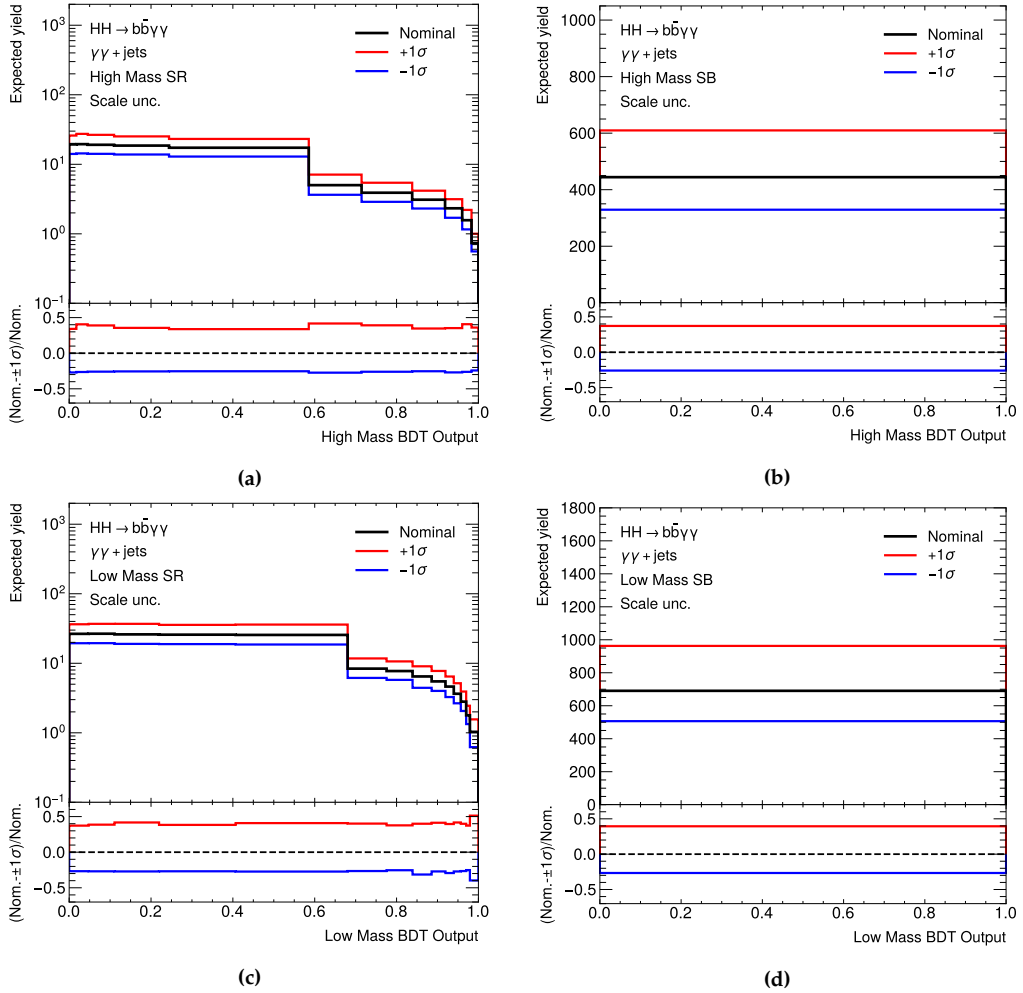 Expected yield
10³
10²
10¹
10⁰
10⁻¹
HH → bb̄γγ
γγ + jets
High Mass SR
Scale unc.
Nominal
+1σ
−1σ
(Nom.-±1σ)/Nom.
0.5
0.0
−0.5
0.0 0.2 0.4 0.6 0.8 1.0
High Mass BDT Output
(a)
Expected yield
1000
800
600
400
200
0
HH → bb̄γγ
γγ + jets
High Mass SB
Scale unc.
Nominal
+1σ
−1σ
(Nom.-±1σ)/Nom.
0.5
0.0
−0.5
0.0 0.2 0.4 0.6 0.8 1.0
High Mass BDT Output
(b)
Expected yield
10³
10²
10¹
10⁰
10⁻¹
HH → bb̄γγ
γγ + jets
Low Mass SR
Scale unc.
Nominal
+1σ
−1σ
(Nom.-±1σ)/Nom.
0.5
0.0
−0.5
0.0 0.2 0.4 0.6 0.8 1.0
Low Mass BDT Output
(c)
Expected yield
1800
1600
1400
1200
1000
800
600
400
200
0
HH → bb̄γγ
γγ + jets
Low Mass SB
Scale unc.
Nominal
+1σ
−1σ
(Nom.-±1σ)/Nom.
0.5
0.0
−0.5
0.0 0.2 0.4 0.6 0.8 1.0
Low Mass BDT Output
(d)